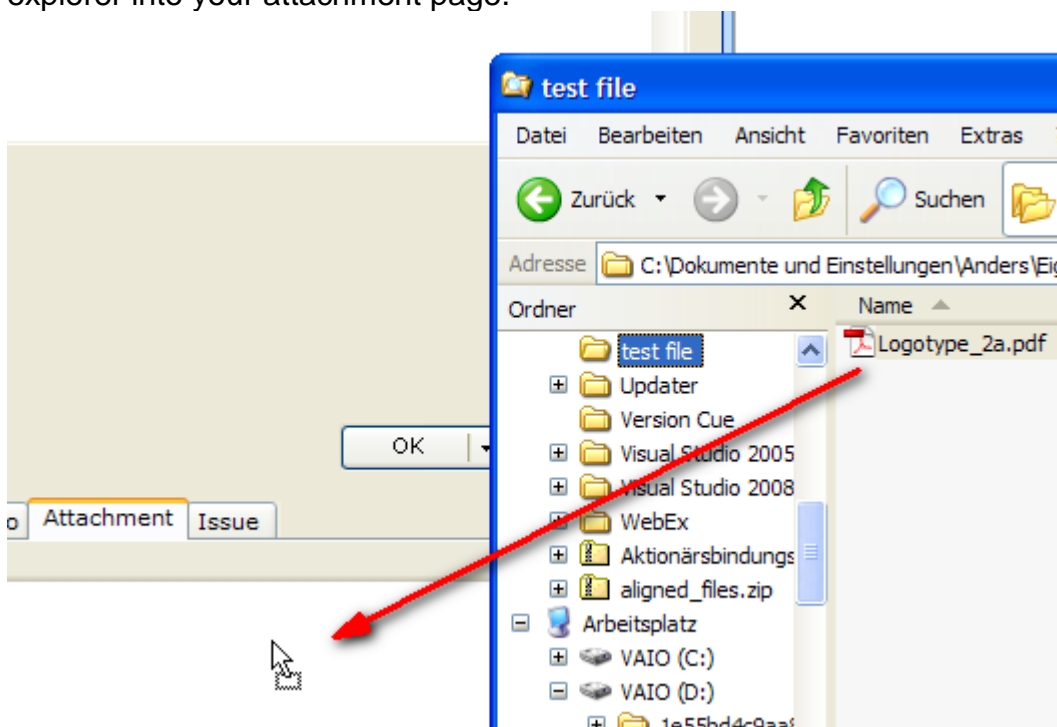 explorer into your attachment page.
test file
Datei Bearbeiten Ansicht Favoriten Extras
Zurück Suchen
Adresse C:\Dokumente und Einstellungen\Anders\Eig
Ordner X Name
test file Logotype_2a.pdf
Updater
Version Cue
OK Visual Studio 2005
Visual Studio 2008
o Attachment Issue WebEx
Aktionärsbindungs
aligned_files.zip
Arbeitsplatz
VAIO (C:)
VAIO (D:)